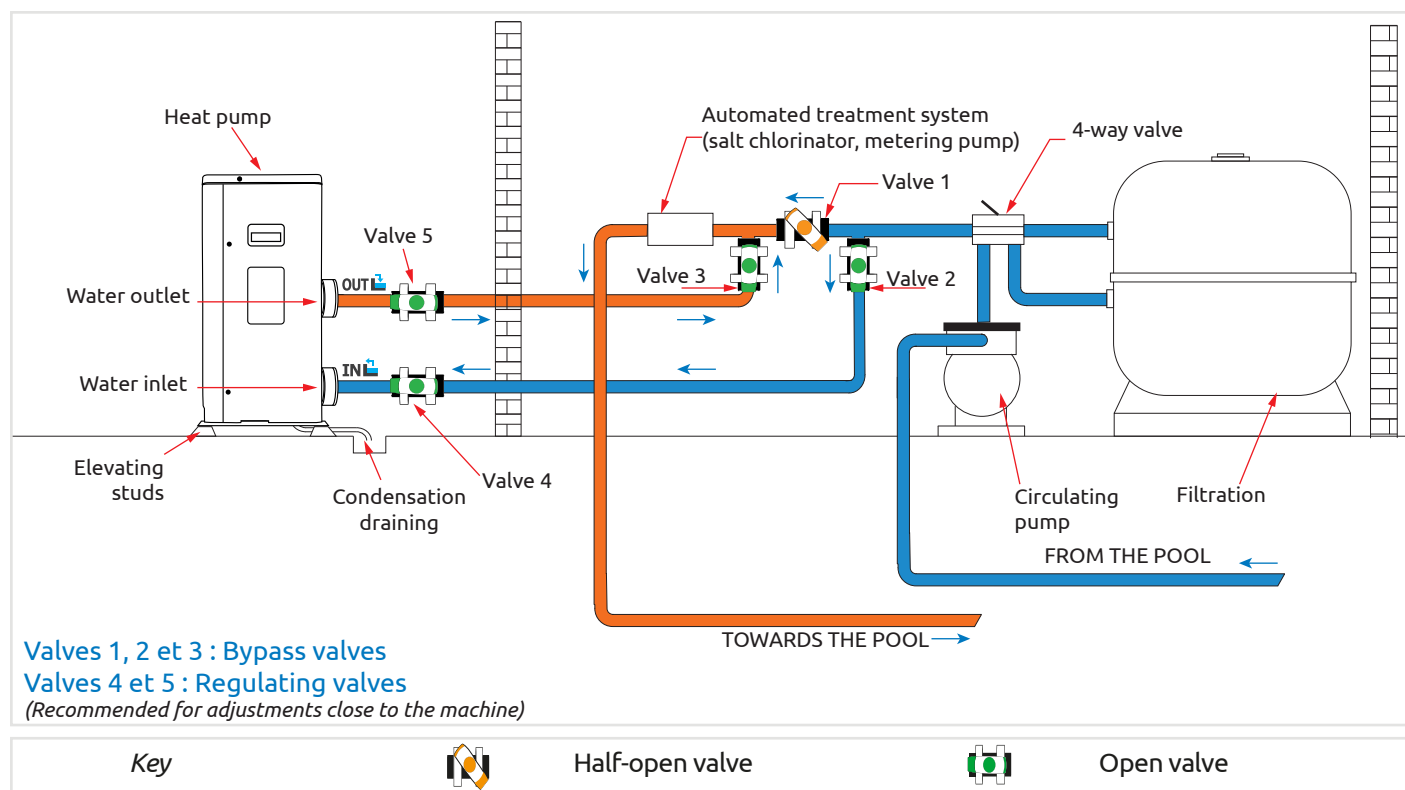 Heat pump
Automated treatment system
(salt chlorinator, metering pump)
4-way valve
Valve 1
Valve 5
Valve 3
Valve 2
OUT
Water outlet
IN
Water inlet
Elevating
studs
Condensation
draining
Valve 4
Circulating
pump
Filtration
FROM THE POOL
TOWARDS THE POOL
Valves 1, 2 et 3 : Bypass valves
Valves 4 et 5 : Regulating valves
(Recommended for adjustments close to the machine)
Key
Half-open valve
Open valve